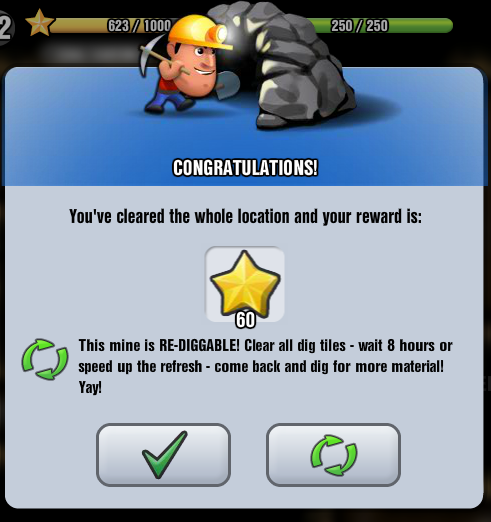 2
623 / 1000
250 / 250
CONGRATULATIONS!
You've cleared the whole location and your reward is:
60
This mine is RE-DIGGABLE! Clear all dig tiles - wait 8 hours or
speed up the refresh - come back and dig for more material!
Yay!